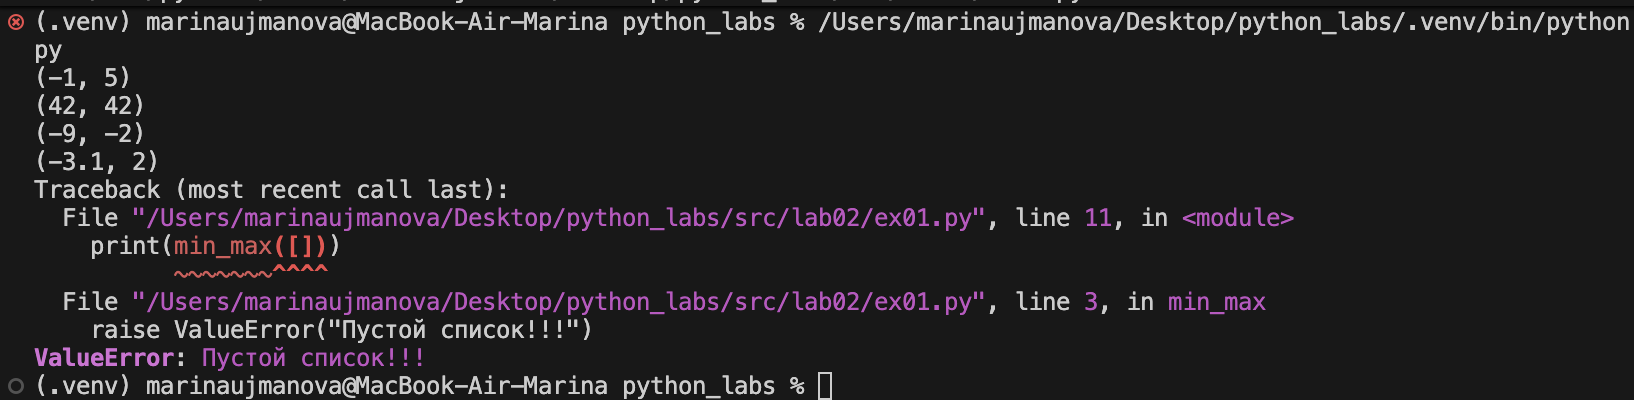 (.venv) marinaujmanova@MacBook-Air-Marina python_labs % /Users/marinaujmanova/Desktop/python_labs/.venv/bin/python
py
(-1, 5)
(42, 42)
(-9, -2)
(-3.1, 2)
Traceback (most recent call last):
  File "/Users/marinaujmanova/Desktop/python_labs/src/lab02/ex01.py", line 11, in <module>
    print(min_max([]))
          ~~~~~~~^^^^
  File "/Users/marinaujmanova/Desktop/python_labs/src/lab02/ex01.py", line 3, in min_max
    raise ValueError("Пустой список!!!")
ValueError: Пустой список!!!
(.venv) marinaujmanova@MacBook-Air-Marina python_labs %